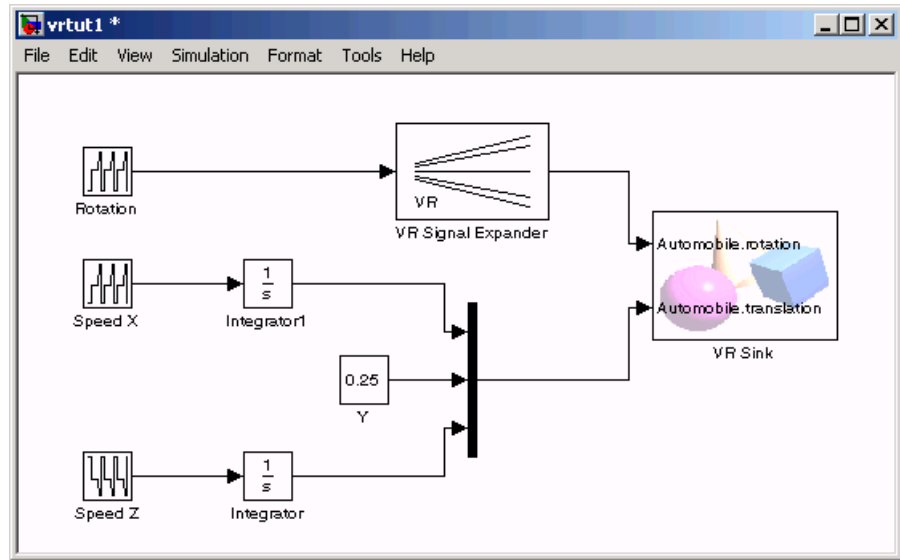 vrtut1 *
File Edit View Simulation Format Tools Help
VR
Rotation
VR Signal Expander
Automobile.rotation
1
s
Speed X
Integrator1
Automobile.translation
VR Sink
0.25
Y
1
s
Speed Z
Integrator